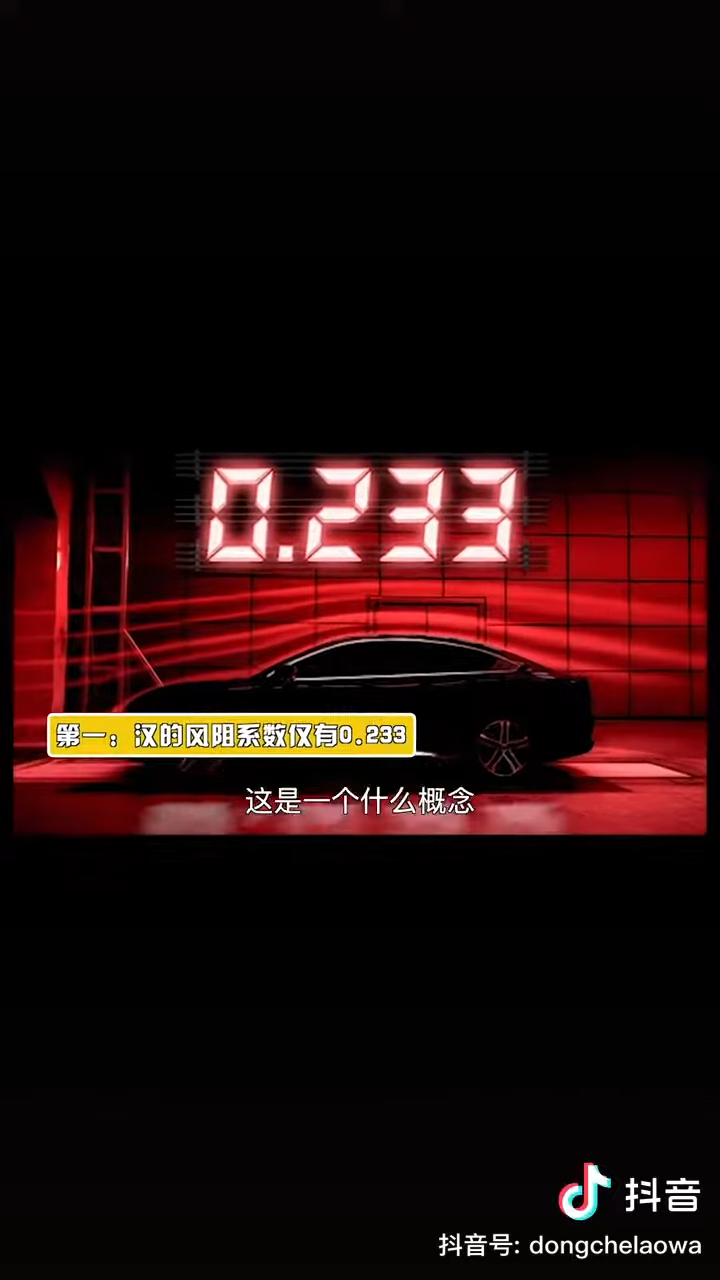 0.233
第一：汉的风阻系数仅有0.233
这是一个什么概念
抖音
抖音号: dongchelaowa